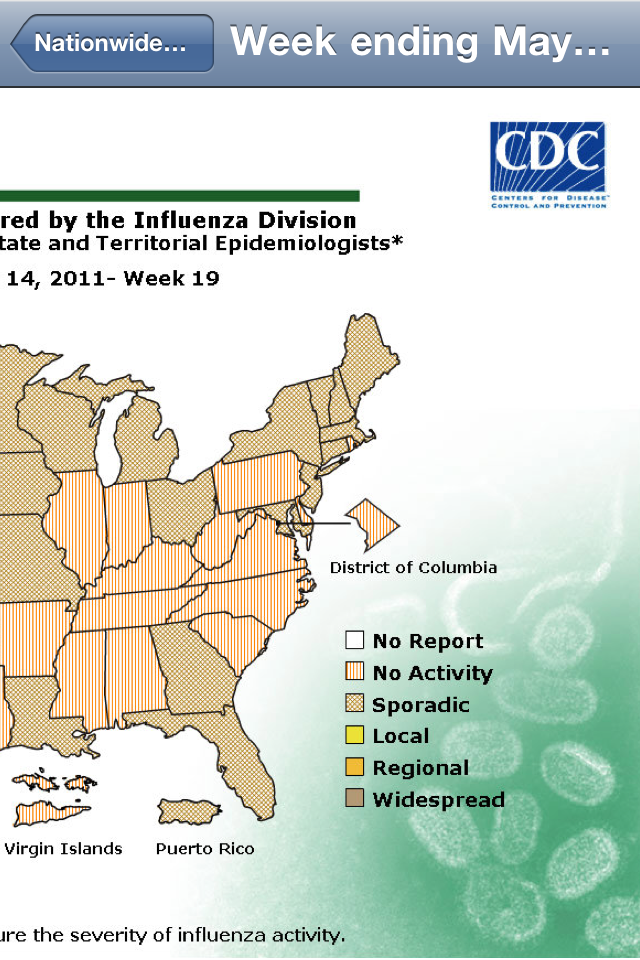 Nationwide...
Week ending May...
CDC
CENTERS FOR DISEASE™
CONTROL AND PREVENTION
red by the Influenza Division
tate and Territorial Epidemiologists*
14, 2011- Week 19
District of Columbia
No Report
No Activity
Sporadic
Local
Regional
Widespread
Virgin Islands
Puerto Rico
ure the severity of influenza activity.